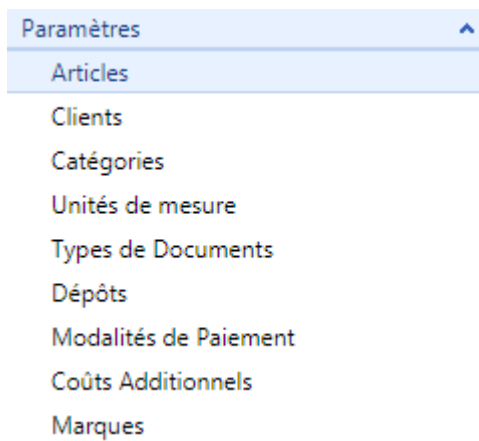 Paramètres
Articles
Clients
Catégories
Unités de mesure
Types de Documents
Dépôts
Modalités de Paiement
Coûts Additionnels
Marques